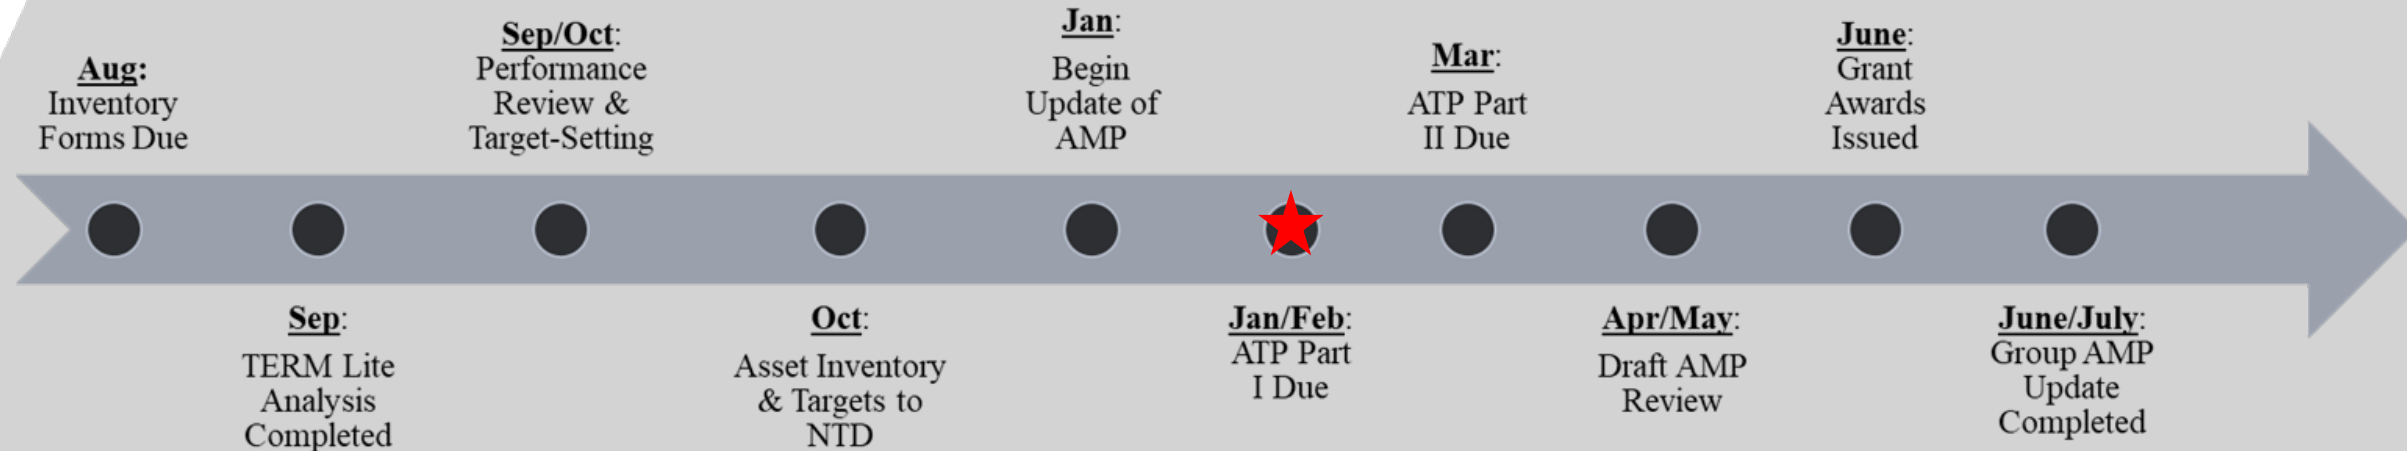 Aug:
Inventory
Forms Due
Sep:
TERM Lite
Analysis
Completed
Sep/Oct:
Performance
Review &
Target-Setting
Oct:
Asset Inventory
& Targets to
NTD
Jan:
Begin
Update of
AMP
Jan/Feb:
ATP Part
I Due
Mar:
ATP Part
II Due
Apr/May:
Draft AMP
Review
June:
Grant
Awards
Issued
June/July:
Group AMP
Update
Completed